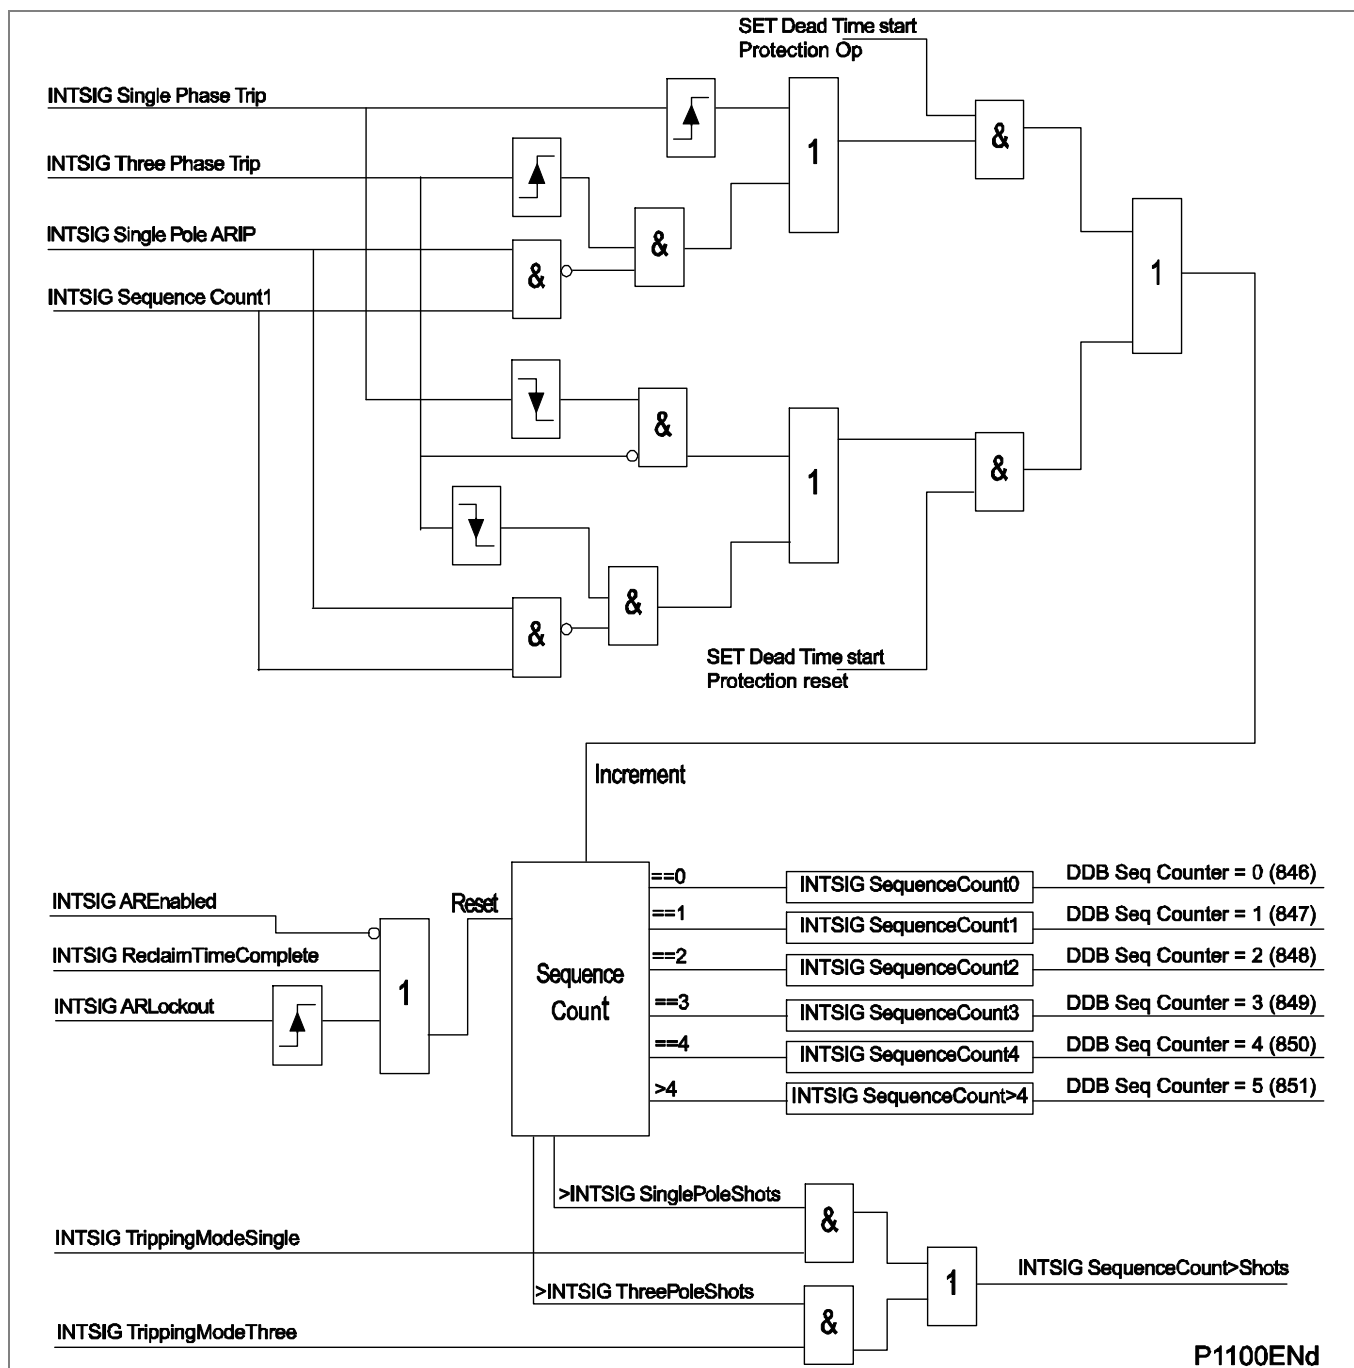 SET Dead Time start
Protection Op
INTSIG Single Phase Trip
1
&
INTSIG Three Phase Trip
INTSIG Single Pole ARIP
&
&
1
INTSIG Sequence Count1
&
1
&
&
&
SET Dead Time start
Protection reset
Increment
INTSIG AREnabled
Reset
INTSIG ReclaimTimeComplete
INTSIG ARLockout
1
Sequence
Count
==0
INTSIG SequenceCount0
DDB Seq Counter = 0 (846)
==1
INTSIG SequenceCount1
DDB Seq Counter = 1 (847)
==2
INTSIG SequenceCount2
DDB Seq Counter = 2 (848)
==3
INTSIG SequenceCount3
DDB Seq Counter = 3 (849)
==4
INTSIG SequenceCount4
DDB Seq Counter = 4 (850)
>4
INTSIG SequenceCount>4
DDB Seq Counter = 5 (851)
>INTSIG SinglePoleShots
&
INTSIG TrippingModeSingle
1
INTSIG SequenceCount>Shots
>INTSIG ThreePoleShots
&
INTSIG TrippingModeThree
P1100ENd